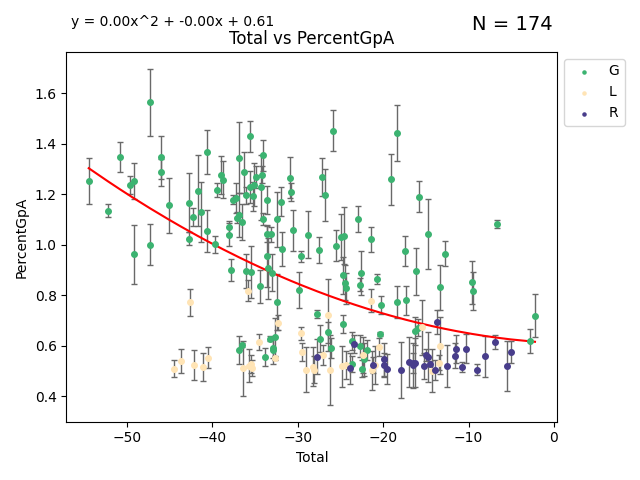 y = 0.00x^2 + -0.00x + 0.61
N = 174
Total vs PercentGpA
G
L
R
PercentGpA
1.6
1.4
1.2
1.0
0.8
0.6
0.4
−50
−40
−30
−20
−10
0
Total